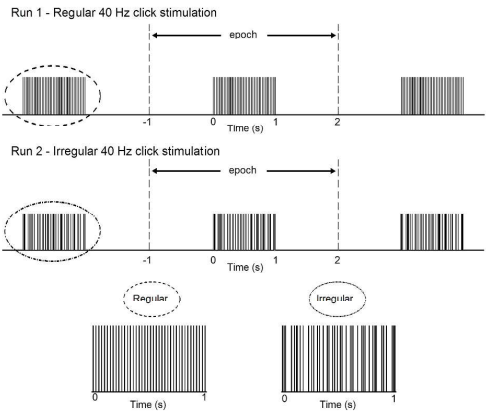 Run 1 - Regular 40 Hz click stimulation
epoch
-1 0 1 2
Time (s)
Run 2 - Irregular 40 Hz click stimulation
epoch
-1 0 1 2
Time (s)
Regular Irregular
0 1 0 1
Time (s) Time (s)